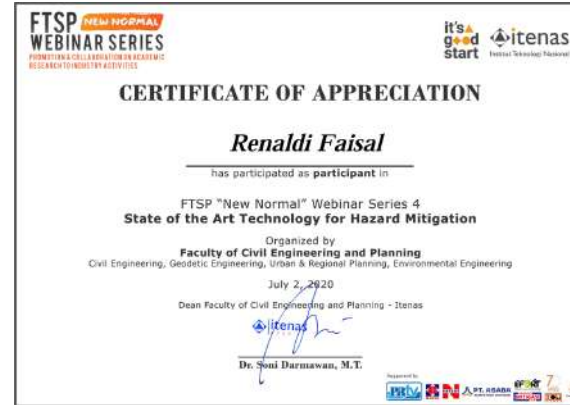 FTSP NEW NORMAL
WEBINAR SERIES
PROMOTION & COLLABORATION ON ACADEMIC
RESEARCH TO INDUSTRY ACTIVITIES
it's a
good
start
itenas
Institut Teknologi Nasional
CERTIFICATE OF APPRECIATION
Renaldi Faisal
has participated as participant in
FTSP "New Normal" Webinar Series 4
State of the Art Technology for Hazard Mitigation
Organized by
Faculty of Civil Engineering and Planning
Civil Engineering, Geodetic Engineering, Urban & Regional Planning, Environmental Engineering
July 2, 2020
Dean Faculty of Civil Engineering and Planning - Itenas
itenas
Dr. Soni Darmawan, M.T.
Supported by
PRtv
N
PT. ASABA
7